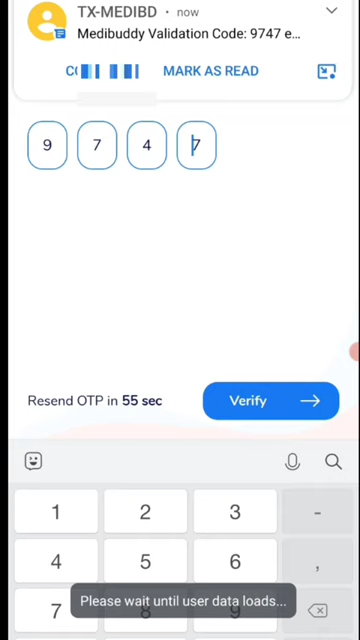 TX-MEDIBD • now
Medibuddy Validation Code: 9747 e...
MARK AS READ
9 7 4 7
Resend OTP in 55 sec
Verify
1 2 3 -
4 5 6 ,
7 8 9
Please wait until user data loads...